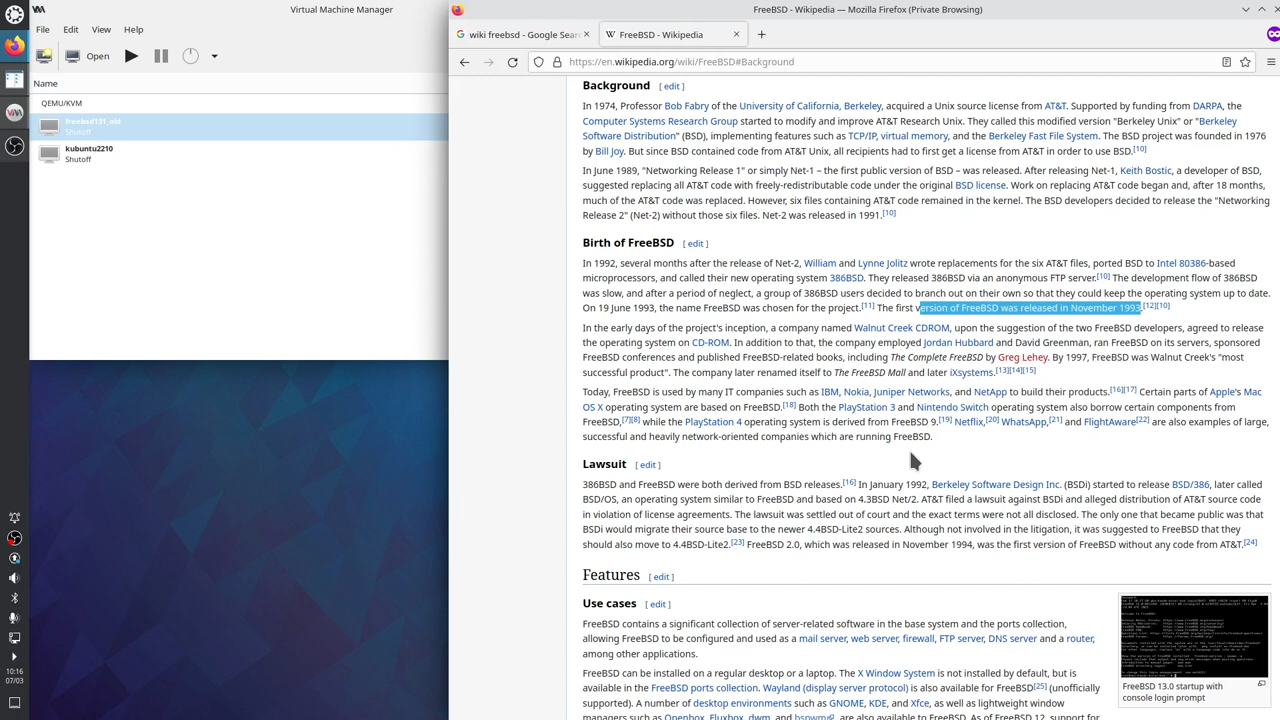 Virtual Machine Manager
File Edit View Help
Open
Name
QEMU/KVM
freebsd131_old
Shutoff
kubuntu2210
Shutoff
10:16
07/03
FreeBSD - Wikipedia — Mozilla Firefox (Private Browsing)
wiki freebsd - Google Sear
W FreeBSD - Wikipedia
https://en.wikipedia.org/wiki/FreeBSD#Background
Background [ edit ]
In 1974, Professor Bob Fabry of the University of California, Berkeley, acquired a Unix source license from AT&T. Supported by funding from DARPA, the
Computer Systems Research Group started to modify and improve AT&T Research Unix. They called this modified version "Berkeley Unix" or "Berkeley
Software Distribution" (BSD), implementing features such as TCP/IP, virtual memory, and the Berkeley Fast File System. The BSD project was founded in 1976
by Bill Joy. But since BSD contained code from AT&T Unix, all recipients had to first get a license from AT&T in order to use BSD.[10]
In June 1989, "Networking Release 1" or simply Net-1 – the first public version of BSD – was released. After releasing Net-1, Keith Bostic, a developer of BSD,
suggested replacing all AT&T code with freely-redistributable code under the original BSD license. Work on replacing AT&T code began and, after 18 months,
much of the AT&T code was replaced. However, six files containing AT&T code remained in the kernel. The BSD developers decided to release the "Networking
Release 2" (Net-2) without those six files. Net-2 was released in 1991.[10]
Birth of FreeBSD [ edit ]
In 1992, several months after the release of Net-2, William and Lynne Jolitz wrote replacements for the six AT&T files, ported BSD to Intel 80386-based
microprocessors, and called their new operating system 386BSD. They released 386BSD via an anonymous FTP server.[10] The development flow of 386BSD
was slow, and after a period of neglect, a group of 386BSD users decided to branch out on their own so that they could keep the operating system up to date.
On 19 June 1993, the name FreeBSD was chosen for the project.[11] The first version of FreeBSD was released in November 1993.[12][10]
In the early days of the project's inception, a company named Walnut Creek CDROM, upon the suggestion of the two FreeBSD developers, agreed to release
the operating system on CD-ROM. In addition to that, the company employed Jordan Hubbard and David Greenman, ran FreeBSD on its servers, sponsored
FreeBSD conferences and published FreeBSD-related books, including The Complete FreeBSD by Greg Lehey. By 1997, FreeBSD was Walnut Creek's "most
successful product". The company later renamed itself to The FreeBSD Mall and later iXsystems.[13][14][15]
Today, FreeBSD is used by many IT companies such as IBM, Nokia, Juniper Networks, and NetApp to build their products.[16][17] Certain parts of Apple's Mac
OS X operating system are based on FreeBSD.[18] Both the PlayStation 3 and Nintendo Switch operating system also borrow certain components from
FreeBSD,[7][8] while the PlayStation 4 operating system is derived from FreeBSD 9.[19] Netflix,[20] WhatsApp,[21] and FlightAware[22] are also examples of large,
successful and heavily network-oriented companies which are running FreeBSD.
Lawsuit [ edit ]
386BSD and FreeBSD were both derived from BSD releases.[16] In January 1992, Berkeley Software Design Inc. (BSDi) started to release BSD/386, later called
BSD/OS, an operating system similar to FreeBSD and based on 4.3BSD Net/2. AT&T filed a lawsuit against BSDi and alleged distribution of AT&T source code
in violation of license agreements. The lawsuit was settled out of court and the exact terms were not all disclosed. The only one that became public was that
BSDi would migrate their source base to the newer 4.4BSD-Lite2 sources. Although not involved in the litigation, it was suggested to FreeBSD that they
should also move to 4.4BSD-Lite2.[23] FreeBSD 2.0, which was released in November 1994, was the first version of FreeBSD without any code from AT&T.[24]
Features [ edit ]
Use cases [ edit ]
FreeBSD contains a significant collection of server-related software in the base system and the ports collection,
allowing FreeBSD to be configured and used as a mail server, web server, firewall, FTP server, DNS server and a router,
among other applications.
FreeBSD can be installed on a regular desktop or a laptop. The X Window System is not installed by default, but is
available in the FreeBSD ports collection. Wayland (display server protocol) is also available for FreeBSD[25] (unofficially
supported). A number of desktop environments such as GNOME, KDE, and Xfce, as well as lightweight window
managers such as Openbox, Fluxbox, dwm, and bspwm, are also available to FreeBSD. As of FreeBSD 12, support for
FreeBSD 13.0 startup with
console login prompt